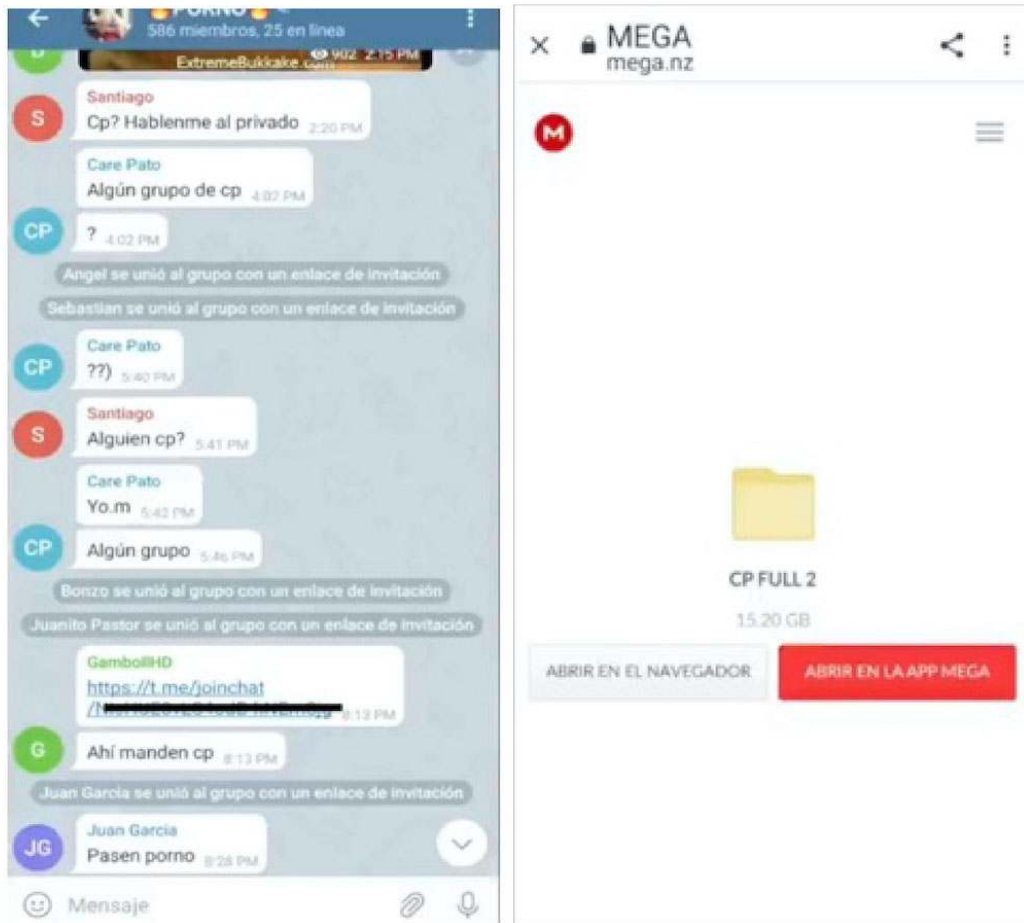 PORNO
586 miembros, 25 en línea
902 2:15 PM
ExtremeBukkake.com
Santiago
Cp? Hablenme al privado 2:20 PM
Care Pato
Algún grupo de cp 4:02 PM
? 4:02 PM
Angel se unió al grupo con un enlace de invitación
Sebastian se unió al grupo con un enlace de invitación
Care Pato
??) 5:40 PM
Santiago
Alguien cp? 5:41 PM
Care Pato
Yo.m 5:42 PM
Algún grupo 5:46 PM
Bonzo se unió al grupo con un enlace de invitación
Juanito Pastor se unió al grupo con un enlace de invitación
GambollHD
https://t.me/joinchat
8:13 PM
Ahí manden cp 8:13 PM
Juan Garcia se unió al grupo con un enlace de invitación
Juan Garcia
Pasen porno 8:28 PM
Mensaje
MEGA
mega.nz
CP FULL 2
15.20 GB
ABRIR EN EL NAVEGADOR
ABRIR EN LA APP MEGA